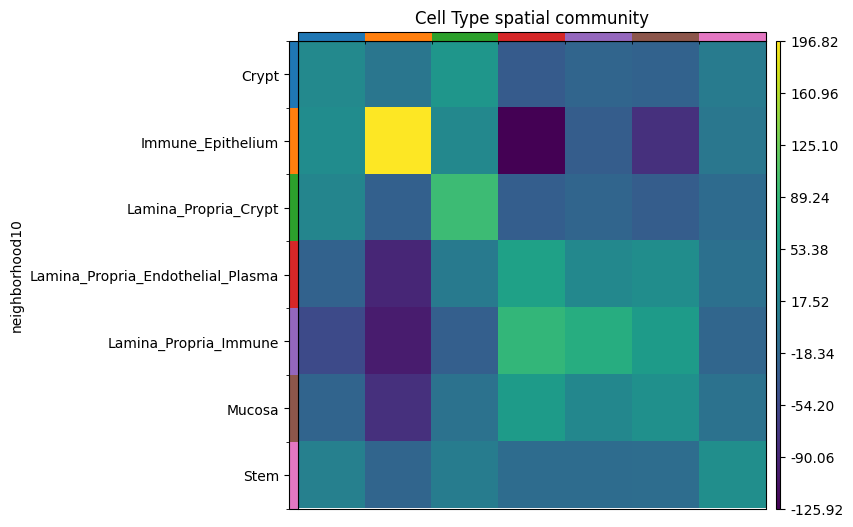 Cell Type spatial community
neighborhood10
Crypt
Immune_Epithelium
Lamina_Propria_Crypt
Lamina_Propria_Endothelial_Plasma
Lamina_Propria_Immune
Mucosa
Stem
196.82
160.96
125.10
89.24
53.38
17.52
-18.34
-54.20
-90.06
-125.92